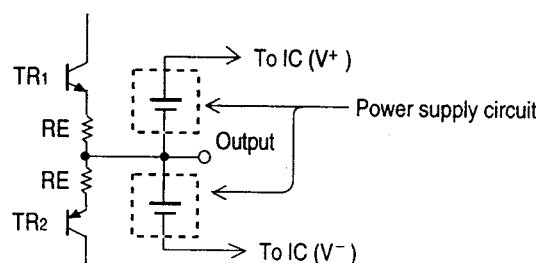 To IC (V+)
TR1
Power supply circuit
RE
Output
RE
TR2
To IC (V−)